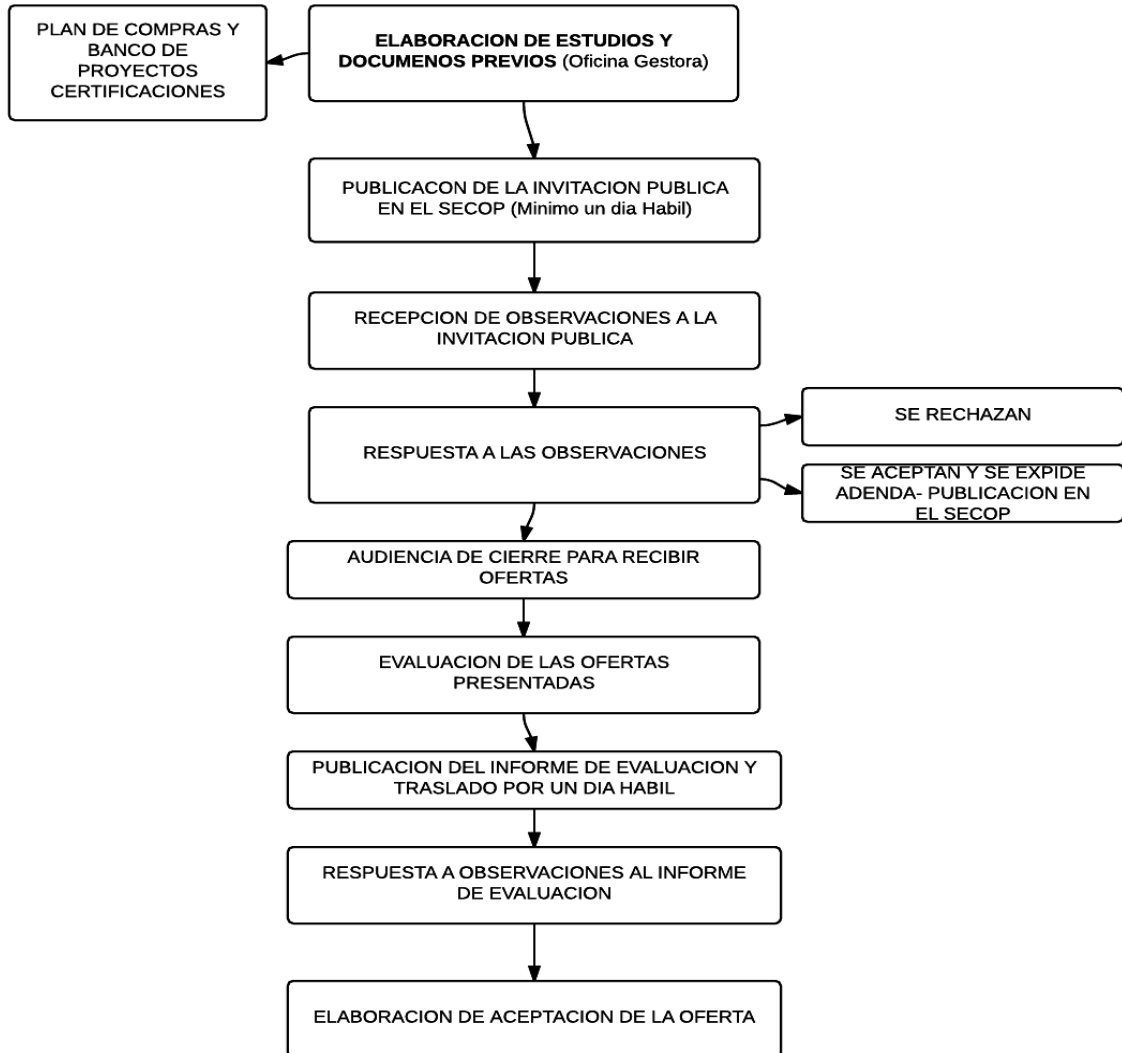 PLAN DE COMPRAS Y
BANCO DE
PROYECTOS
CERTIFICACIONES
ELABORACION DE ESTUDIOS Y
DOCUMENOS PREVIOS (Oficina Gestora)
PUBLICACON DE LA INVITACION PUBLICA
EN EL SECOP (Minimo un dia Habil)
RECEPCION DE OBSERVACIONES A LA
INVITACION PUBLICA
RESPUESTA A LAS OBSERVACIONES
SE RECHAZAN
SE ACEPTAN Y SE EXPIDE
ADENDA- PUBLICACION EN
EL SECOP
AUDIENCIA DE CIERRE PARA RECIBIR
OFERTAS
EVALUACION DE LAS OFERTAS
PRESENTADAS
PUBLICACION DEL INFORME DE EVALUACION Y
TRASLADO POR UN DIA HABIL
RESPUESTA A OBSERVACIONES AL INFORME
DE EVALUACION
ELABORACION DE ACEPTACION DE LA OFERTA